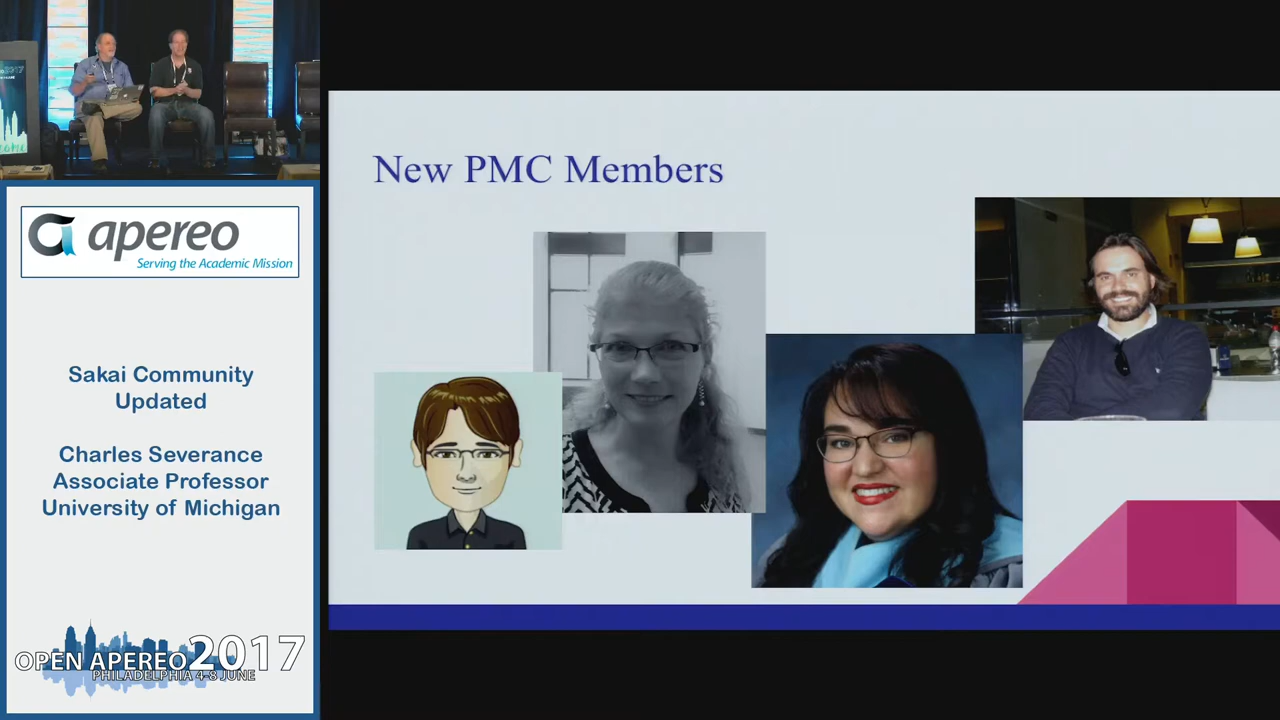 apereo
Serving the Academic Mission
Sakai Community
Updated
Charles Severance
Associate Professor
University of Michigan
OPEN APEREO 2017
PHILADELPHIA 4-8 JUNE
New PMC Members